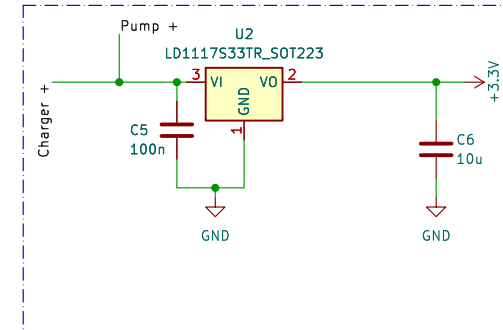 Pump +
U2
LD1117S33TR_SOT223
3
VI
VO
2
GND
1
Charger +
C5
100n
GND
+3.3V
C6
10u
GND